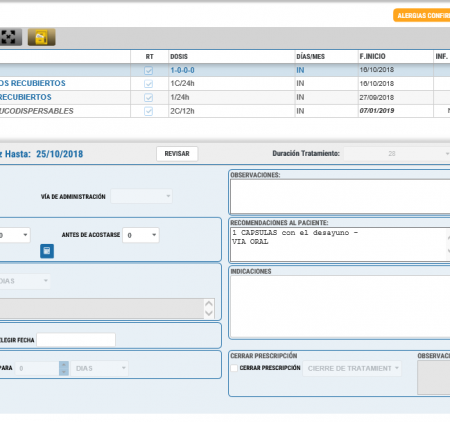 ALERGIAS CONFIR
RT DOSIS DÍAS/MES F.INICIO INF.
1-0-0-0 IN 16/10/2018
OS RECUBIERTOS 1C/24h IN 16/10/2018
RECUBIERTOS 1/24h IN 27/09/2018
UCODISPERSABLES 2C/12h IN 07/01/2019
z Hasta: 25/10/2018 REVISAR Duración Tratamiento: 28
VÍA DE ADMINISTRACIÓN
OBSERVACIONES:
0 ANTES DE ACOSTARSE 0
RECOMENDACIONES AL PACIENTE:
1 CAPSULAS con el desayuno -
VIA ORAL
DIAS
INDICACIONES
ELEGIR FECHA
PARA 0 DIAS
CERRAR PRESCRIPCIÓN OBSERVAC
CERRAR PRESCRIPCIÓN CIERRE DE TRATAMIENT